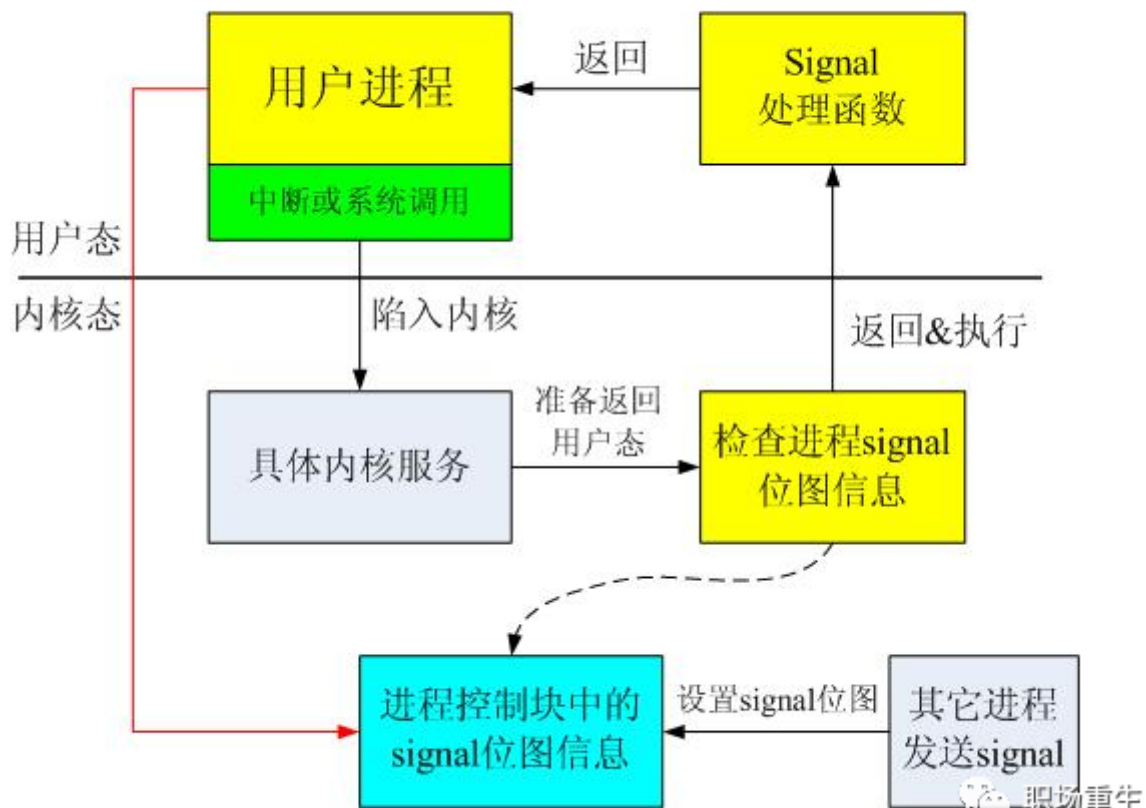 用户进程
返回
Signal
处理函数
中断或系统调用
用户态
内核态
陷入内核
返回&执行
准备返回
用户态
具体内核服务
检查进程signal
位图信息
进程控制块中的
signal位图信息
设置signal位图
其它进程
发送signal
职场重生